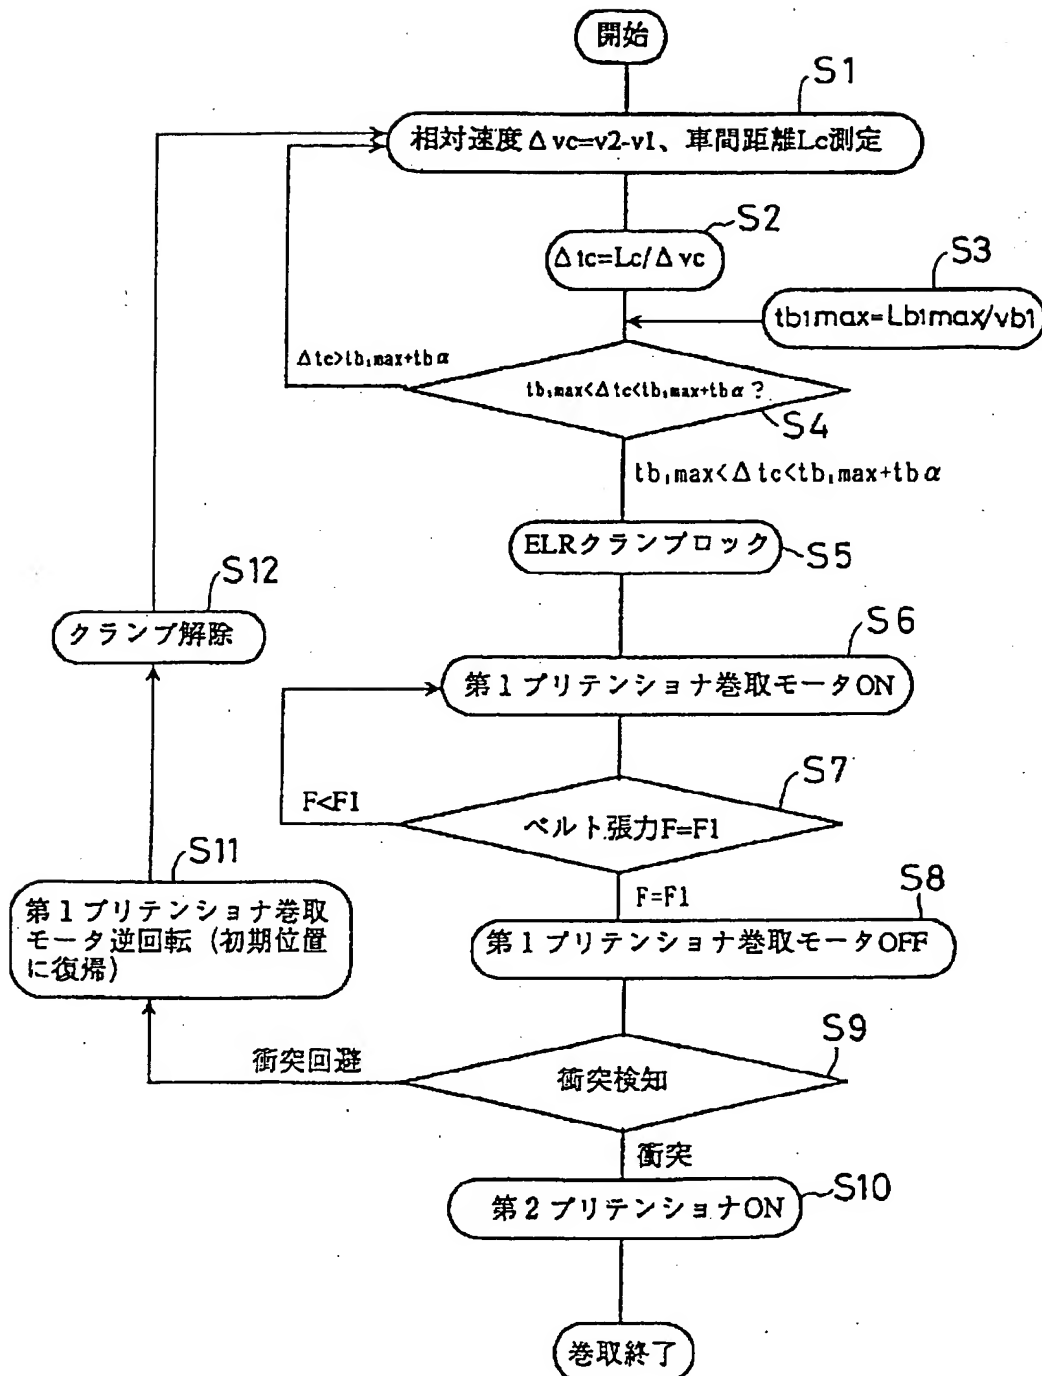 開始
S1
相対速度Δvc=v2-v1、車間距離Lc測定
S2
Δtc=Lc/Δvc
S3
tb1max=Lb1max/vb1
Δtc>tb1max+tbα
tb1max<Δtc<tb1max+tbα?
S4
tb1max<Δtc<tb1max+tbα
ELRクランプロック
S5
S12
クランプ解除
S6
第1プリテンショナ巻取モータON
S7
F<F1
ベルト張力F=F1
S11
第1プリテンショナ巻取
モータ逆回転(初期位置
に復帰)
F=F1
S8
第1プリテンショナ巻取モータOFF
S9
衝突回避
衝突検知
衝突
第2プリテンショナON
S10
巻取終了